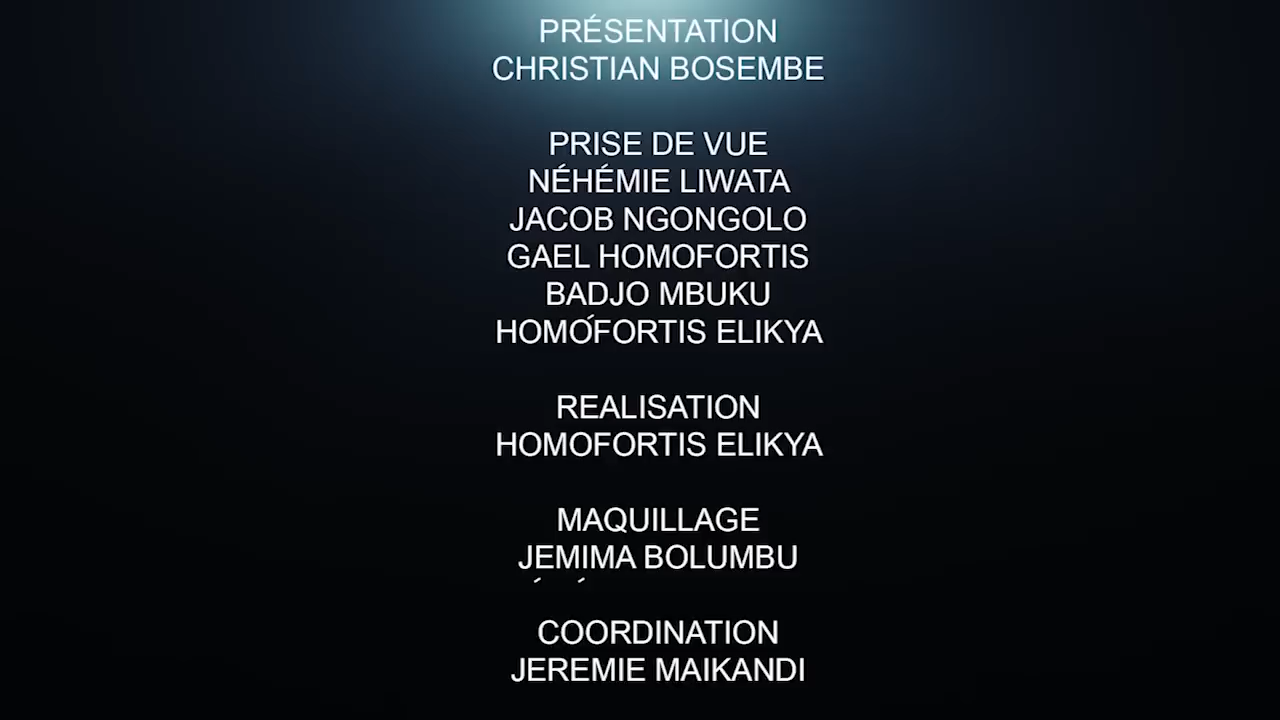 PRÉSENTATION
CHRISTIAN BOSEMBE
PRISE DE VUE
NÉHÉMIE LIWATA
JACOB NGONGOLO
GAEL HOMOFORTIS
BADJO MBUKU
HOMOFORTIS ELIKYA
REALISATION
HOMOFORTIS ELIKYA
MAQUILLAGE
JEMIMA BOLUMBU
COORDINATION
JEREMIE MAIKANDI